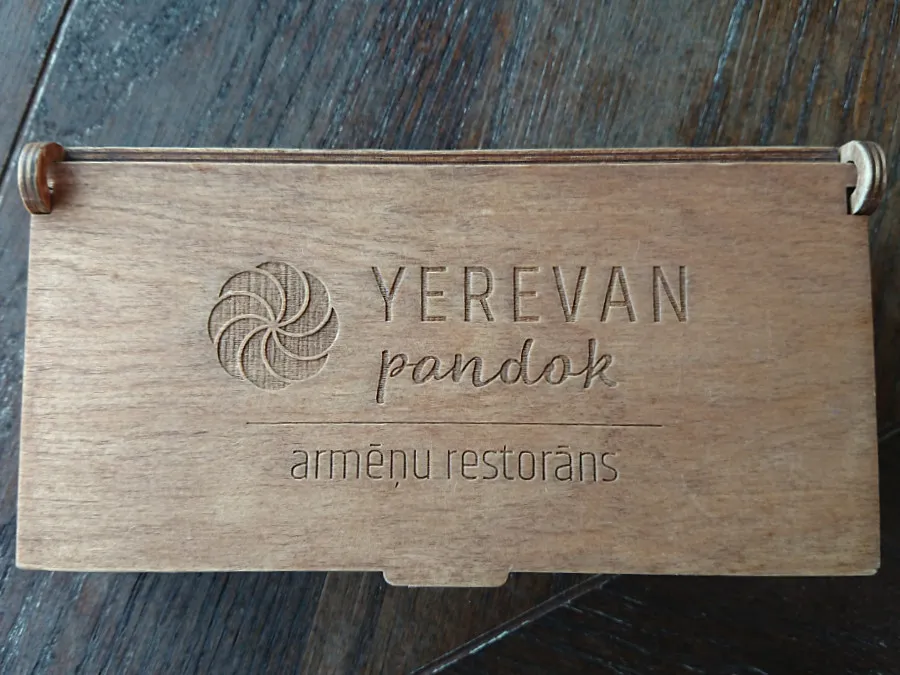 YEREVAN
pandok
armēņu restorāns